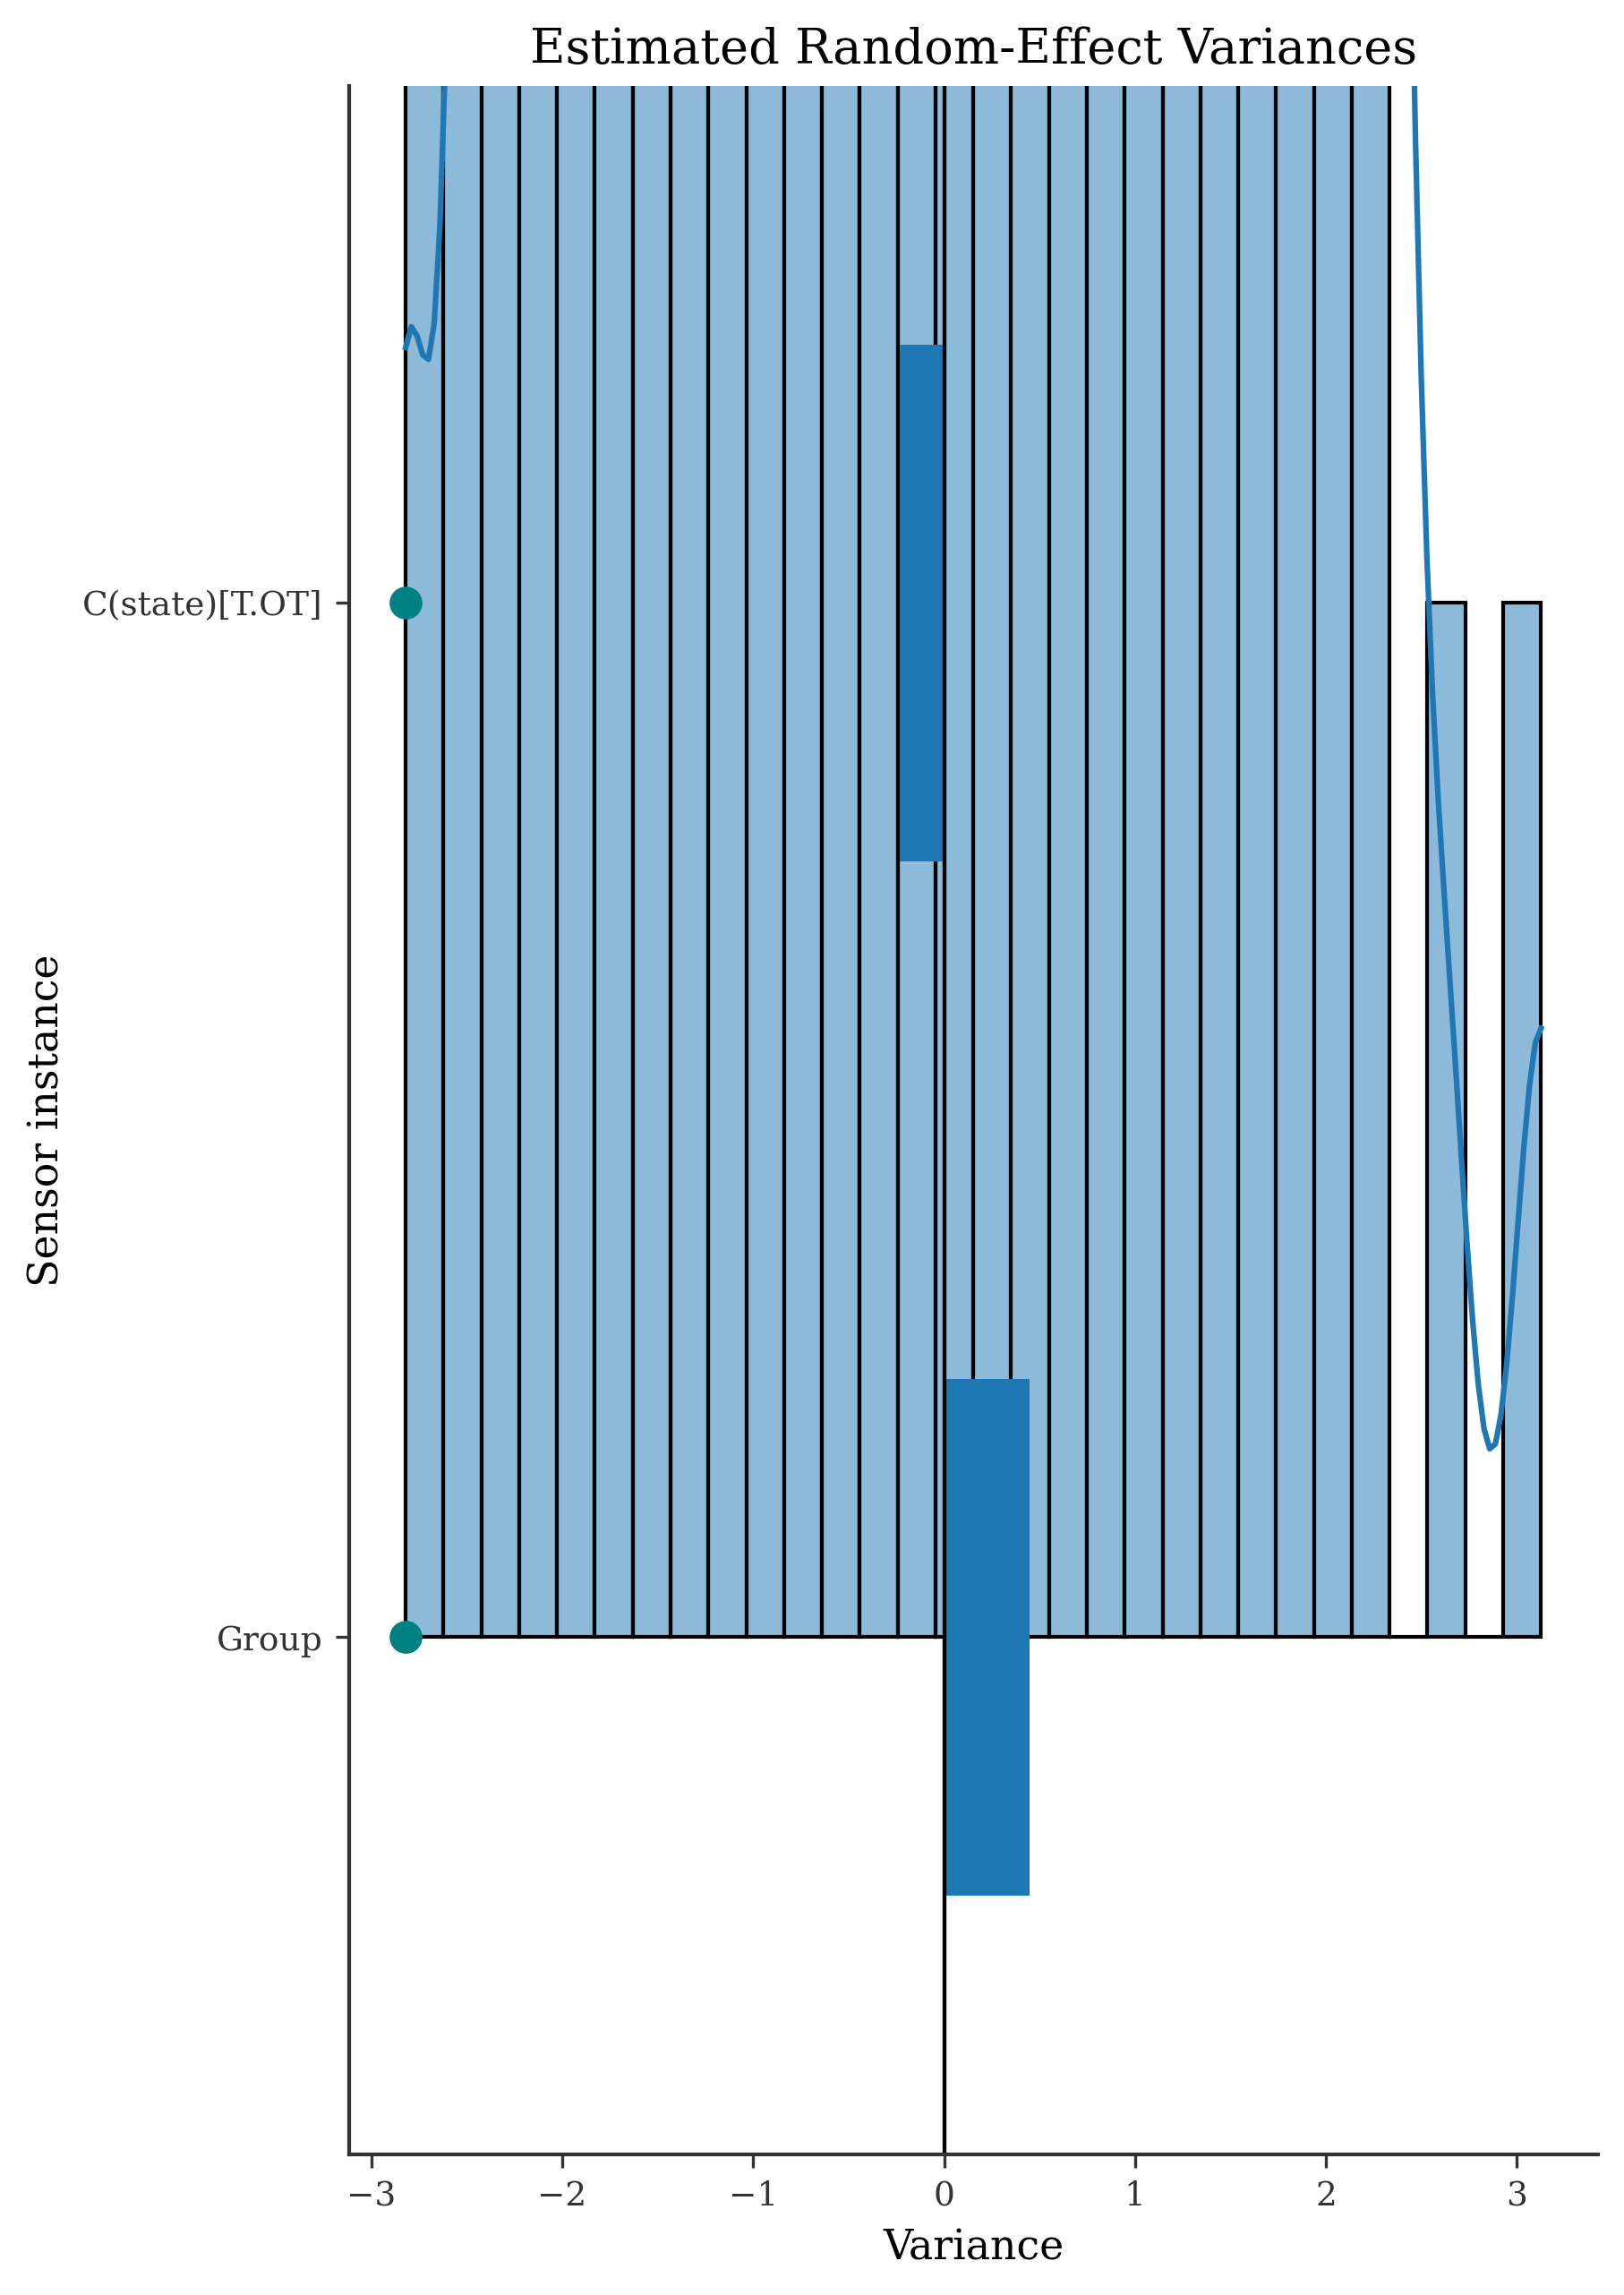 Estimated Random-Effect Variances
C(state)[T.OT]
Sensor instance
Group
−3 −2 −1 0 1 2 3
Variance